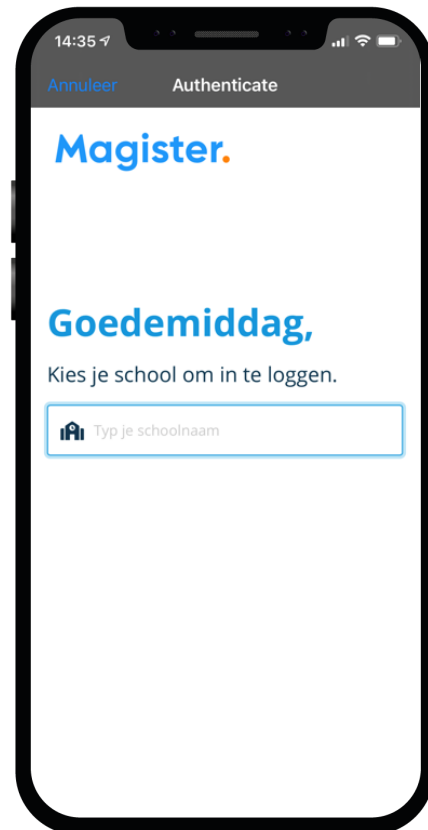 14:35
Annuleer Authenticate
Magister.
Goedemiddag,
Kies je school om in te loggen.
Typ je schoolnaam